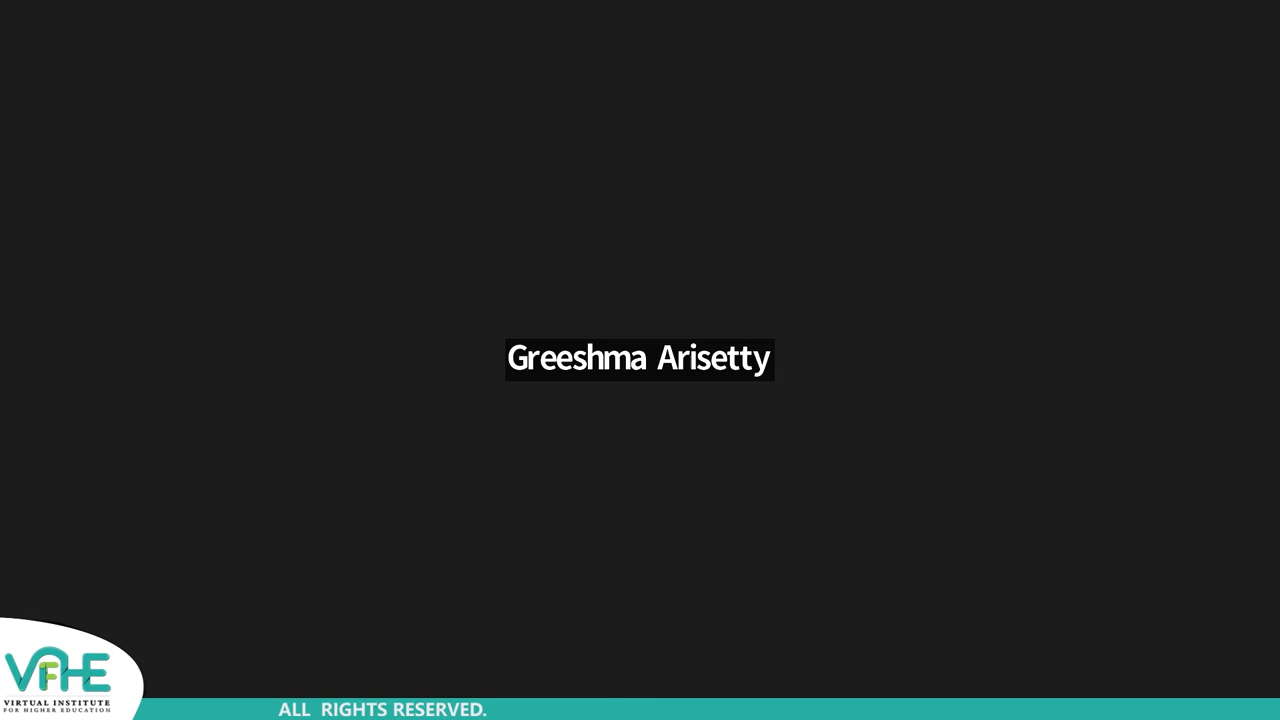 Greeshma Arisetty
VFHE
VIRTUAL INSTITUTE
FOR HIGHER EDUCATION
ALL RIGHTS RESERVED.